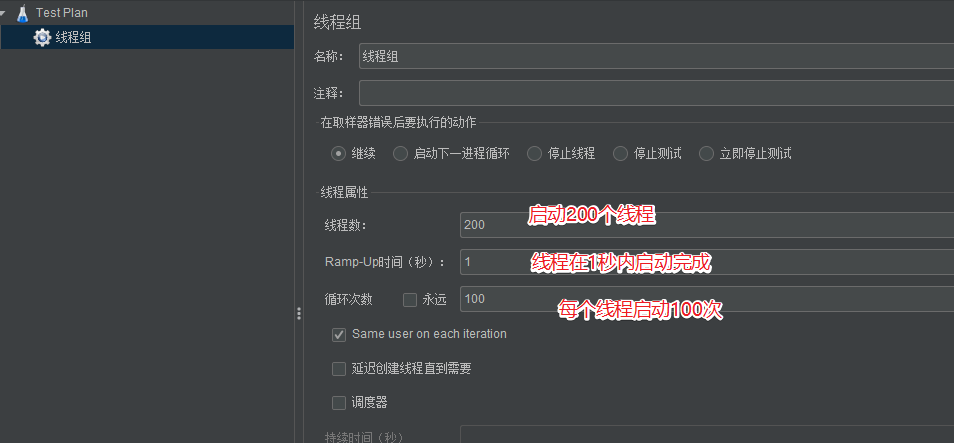 Test Plan
线程组
线程组
名称： 线程组
注释：
在取样器错误后要执行的动作
继续 启动下一进程循环 停止线程 停止测试 立即停止测试
线程属性
线程数： 200 启动200个线程
Ramp-Up时间（秒）： 1 线程在1秒内启动完成
循环次数 永远 100 每个线程启动100次
Same user on each iteration
延迟创建线程直到需要
调度器
持续时间（秒）